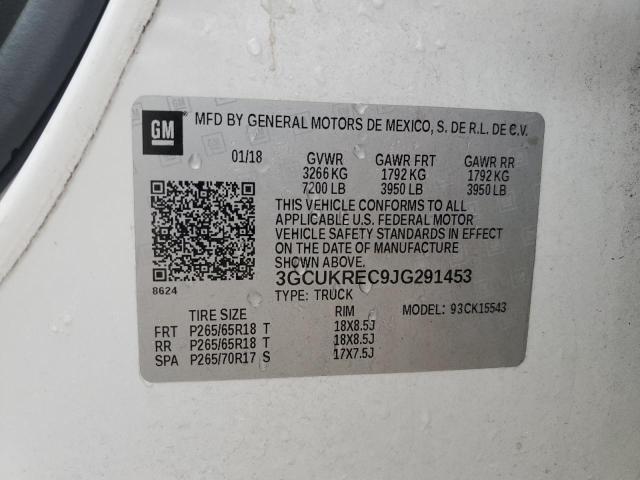 GM
MFD BY GENERAL MOTORS DE MEXICO, S. DE R.L. DE C.V.
01/18 GVWR GAWR FRT GAWR RR
3266 KG 1792 KG 1792 KG
7200 LB 3950 LB 3950 LB
THIS VEHICLE CONFORMS TO ALL
APPLICABLE U.S. FEDERAL MOTOR
VEHICLE SAFETY STANDARDS IN EFFECT
ON THE DATE OF MANUFACTURE SHOWN ABOVE.
3GCUKREC9JG291453
8624
TYPE: TRUCK
MODEL: 93CK15543
TIRE SIZE RIM
FRT P265/65R18 T 18X8.5J
RR P265/65R18 T 18X8.5J
SPA P265/70R17 S 17X7.5J